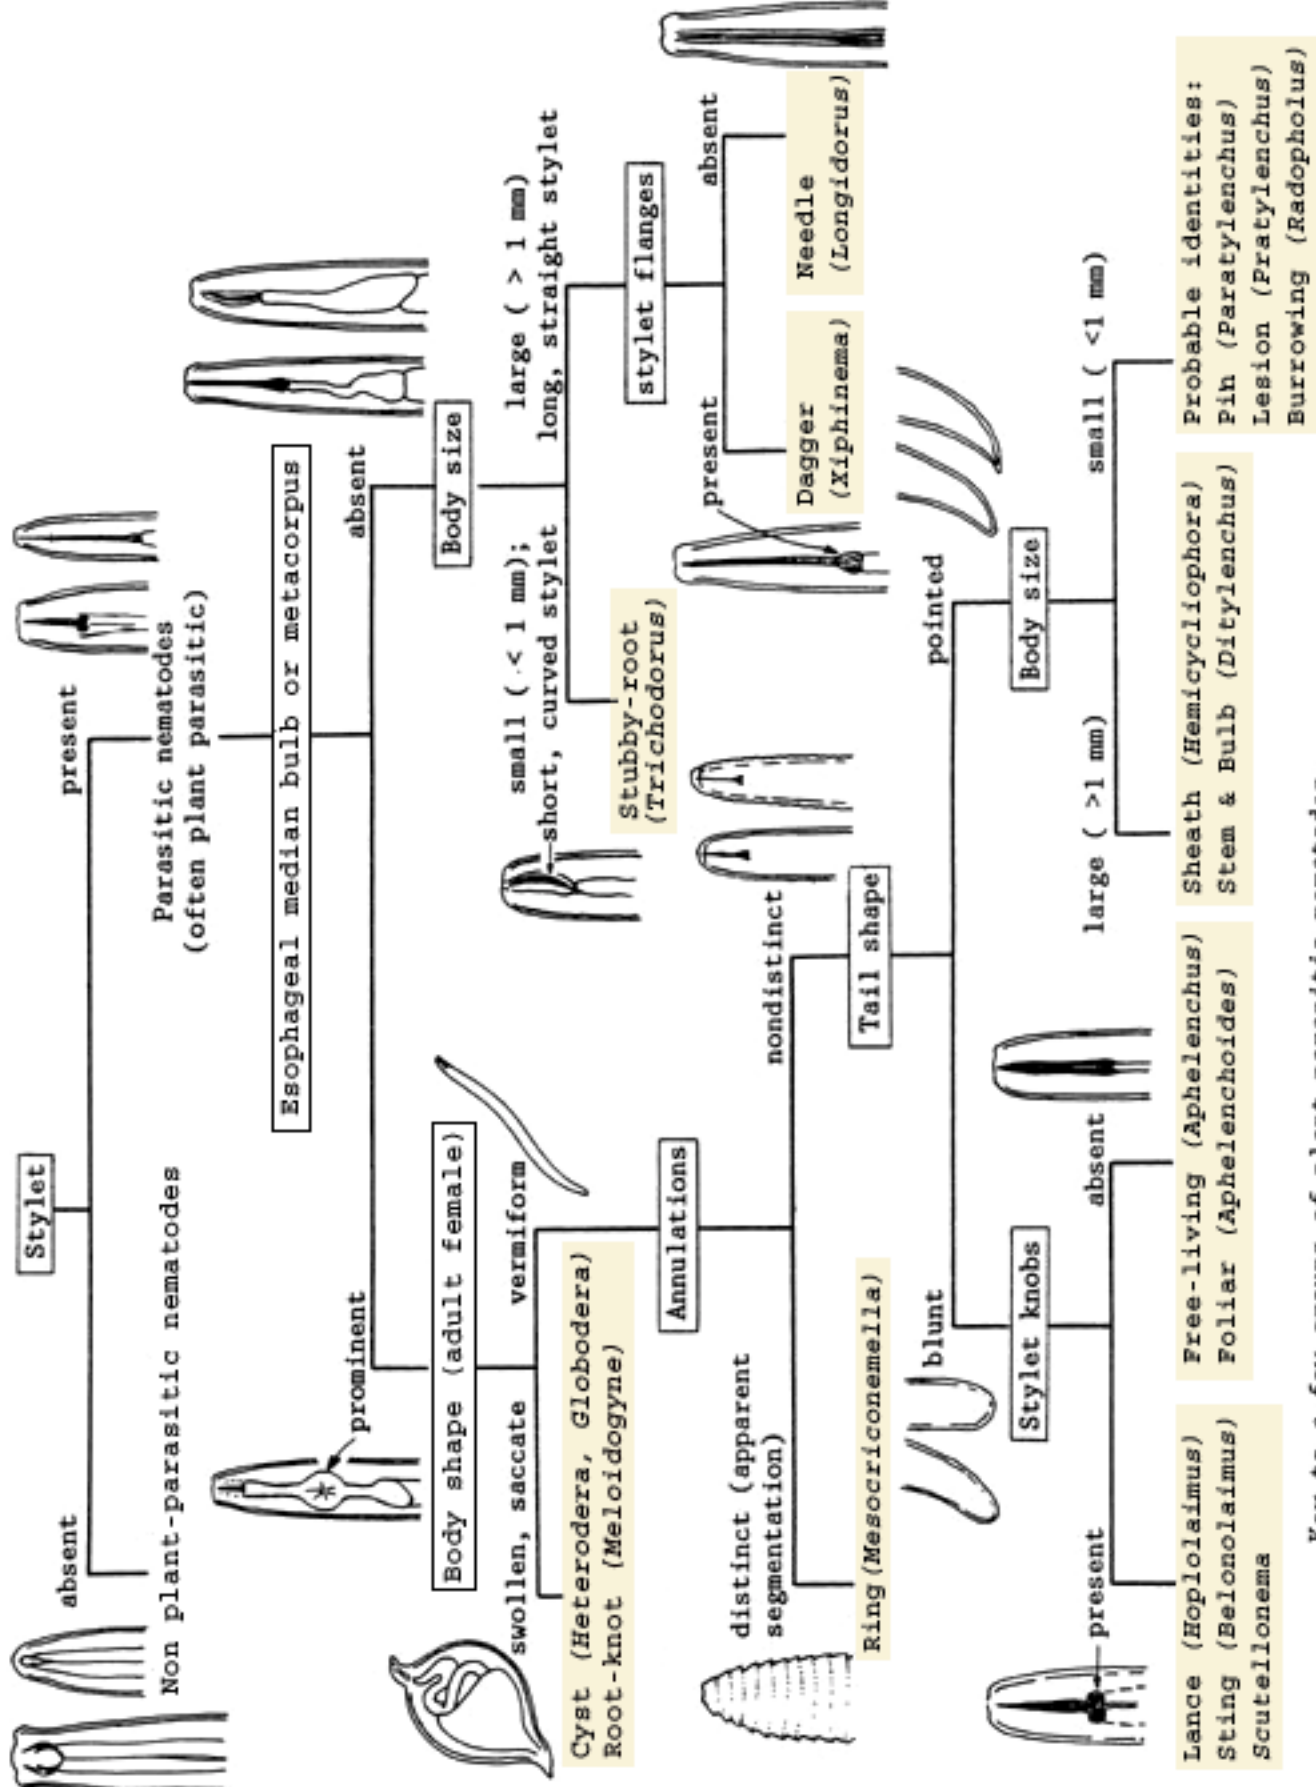 Stylet
absent
present
Non plant-parasitic nematodes
Parasitic nematodes
(often plant parasitic)
Esophageal median bulb or metacorpus
prominent
absent
Body shape (adult female)
Body size
swollen, saccate
vermiform
small ( < 1 mm);
short, curved stylet
large ( > 1 mm)
long, straight stylet
Cyst (Heterodera, Globodera)
Root-knot (Meloidogyne)
Stubby-root
(Trichodorus)
stylet flanges
Annulations
present
absent
distinct (apparent
segmentation)
nondistinct
Dagger
(Xiphinema)
Needle
(Longidorus)
Ring (Mesocriconemella)
Tail shape
blunt
pointed
Stylet knobs
Body size
present
absent
large ( >1 mm)
small ( <1 mm)
Lance (Hoplolaimus)
Sting (Belonolaimus)
Scutellonema
Free-living (Aphelenchus)
Foliar (Aphelenchoides)
Sheath (Hemicycliophora)
Stem & Bulb (Ditylenchus)
Probable identities:
Pin (Paratylenchus)
Lesion (Pratylenchus)
Burrowing (Radopholus)